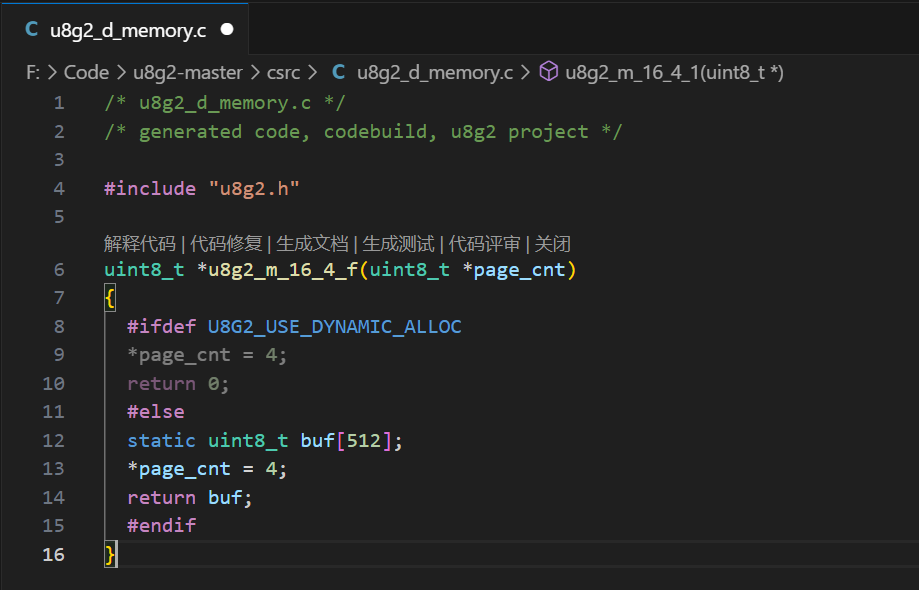 C u8g2_d_memory.c ●
F: > Code > u8g2-master > csrc > C u8g2_d_memory.c > u8g2_m_16_4_1(uint8_t *)
1 /* u8g2_d_memory.c */
2 /* generated code, codebuild, u8g2 project */
3
4 #include "u8g2.h"
5
解释代码 | 代码修复 | 生成文档 | 生成测试 | 代码评审 | 关闭
6 uint8_t *u8g2_m_16_4_f(uint8_t *page_cnt)
7 {
8   #ifdef U8G2_USE_DYNAMIC_ALLOC
9   *page_cnt = 4;
10   return 0;
11   #else
12   static uint8_t buf[512];
13   *page_cnt = 4;
14   return buf;
15   #endif
16 }